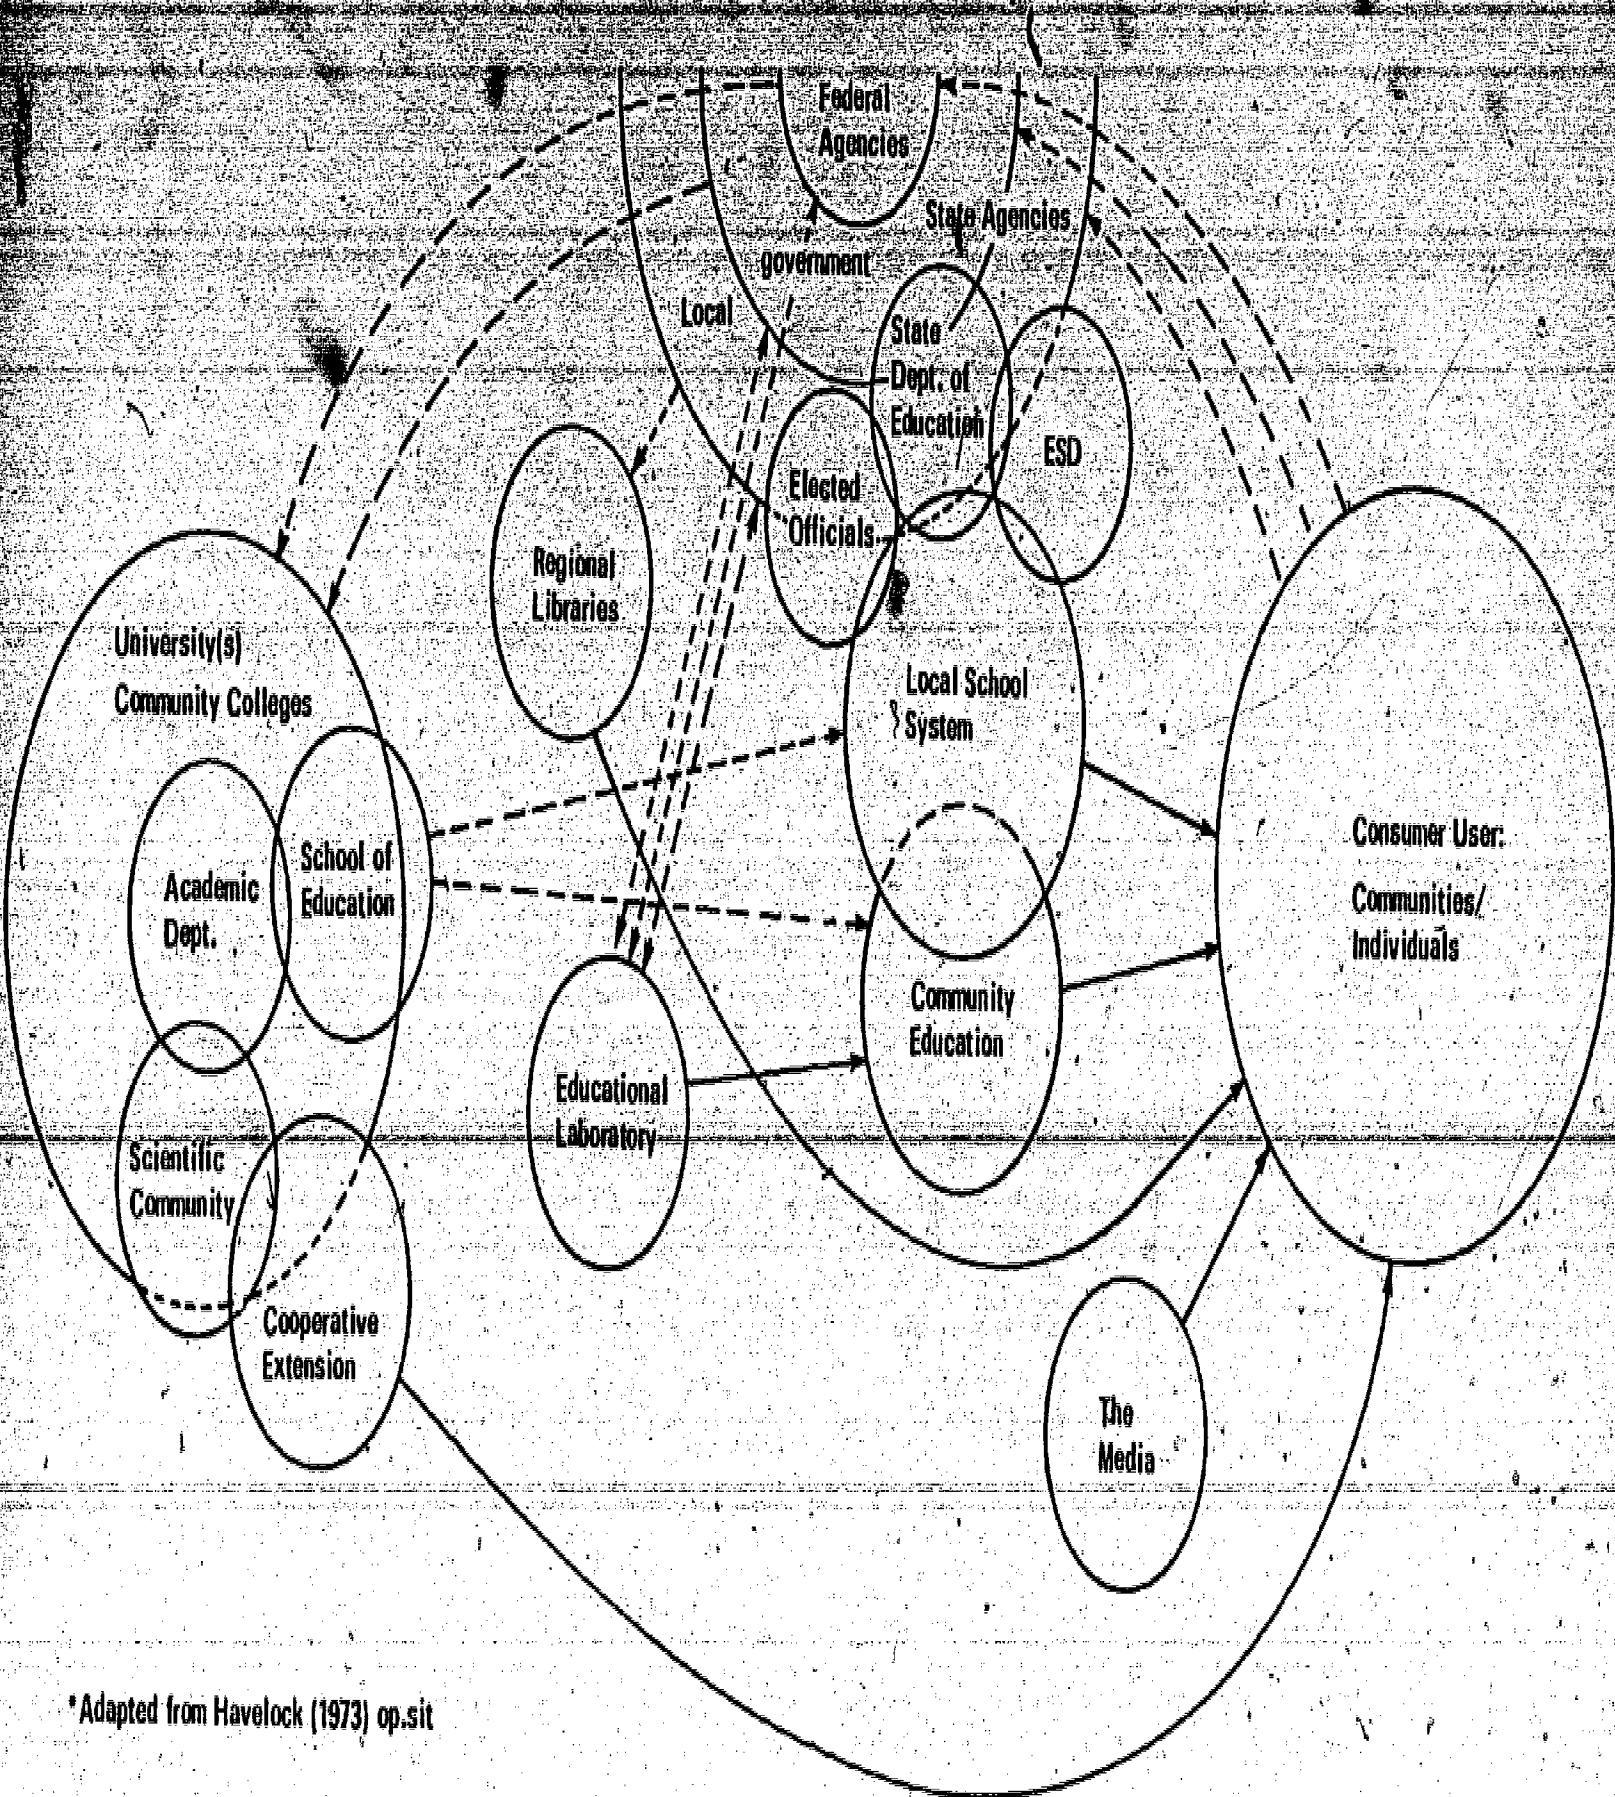 Federal
Agencies
State Agencies
government
Local
State
Dept. of
Education
ESD
Elected
Officials
Regional
Libraries
University(s)
Community Colleges
Local School
System
Consumer User:
Communities/
Individuals
School of
Education
Academic
Dept.
Community
Education
Educational
Laboratory
Scientific
Community
Cooperative
Extension
The
Media
*Adapted from Havelock (1973) op.sit